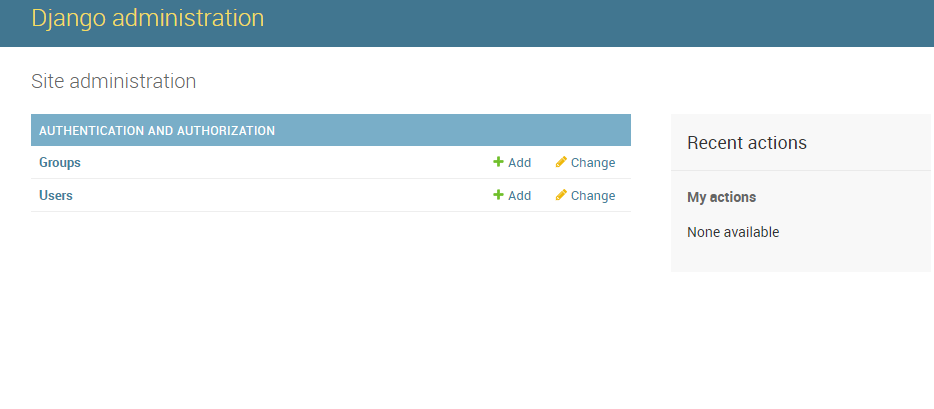 Django administration
Site administration
AUTHENTICATION AND AUTHORIZATION
Groups Add Change
Users Add Change
Recent actions
My actions
None available